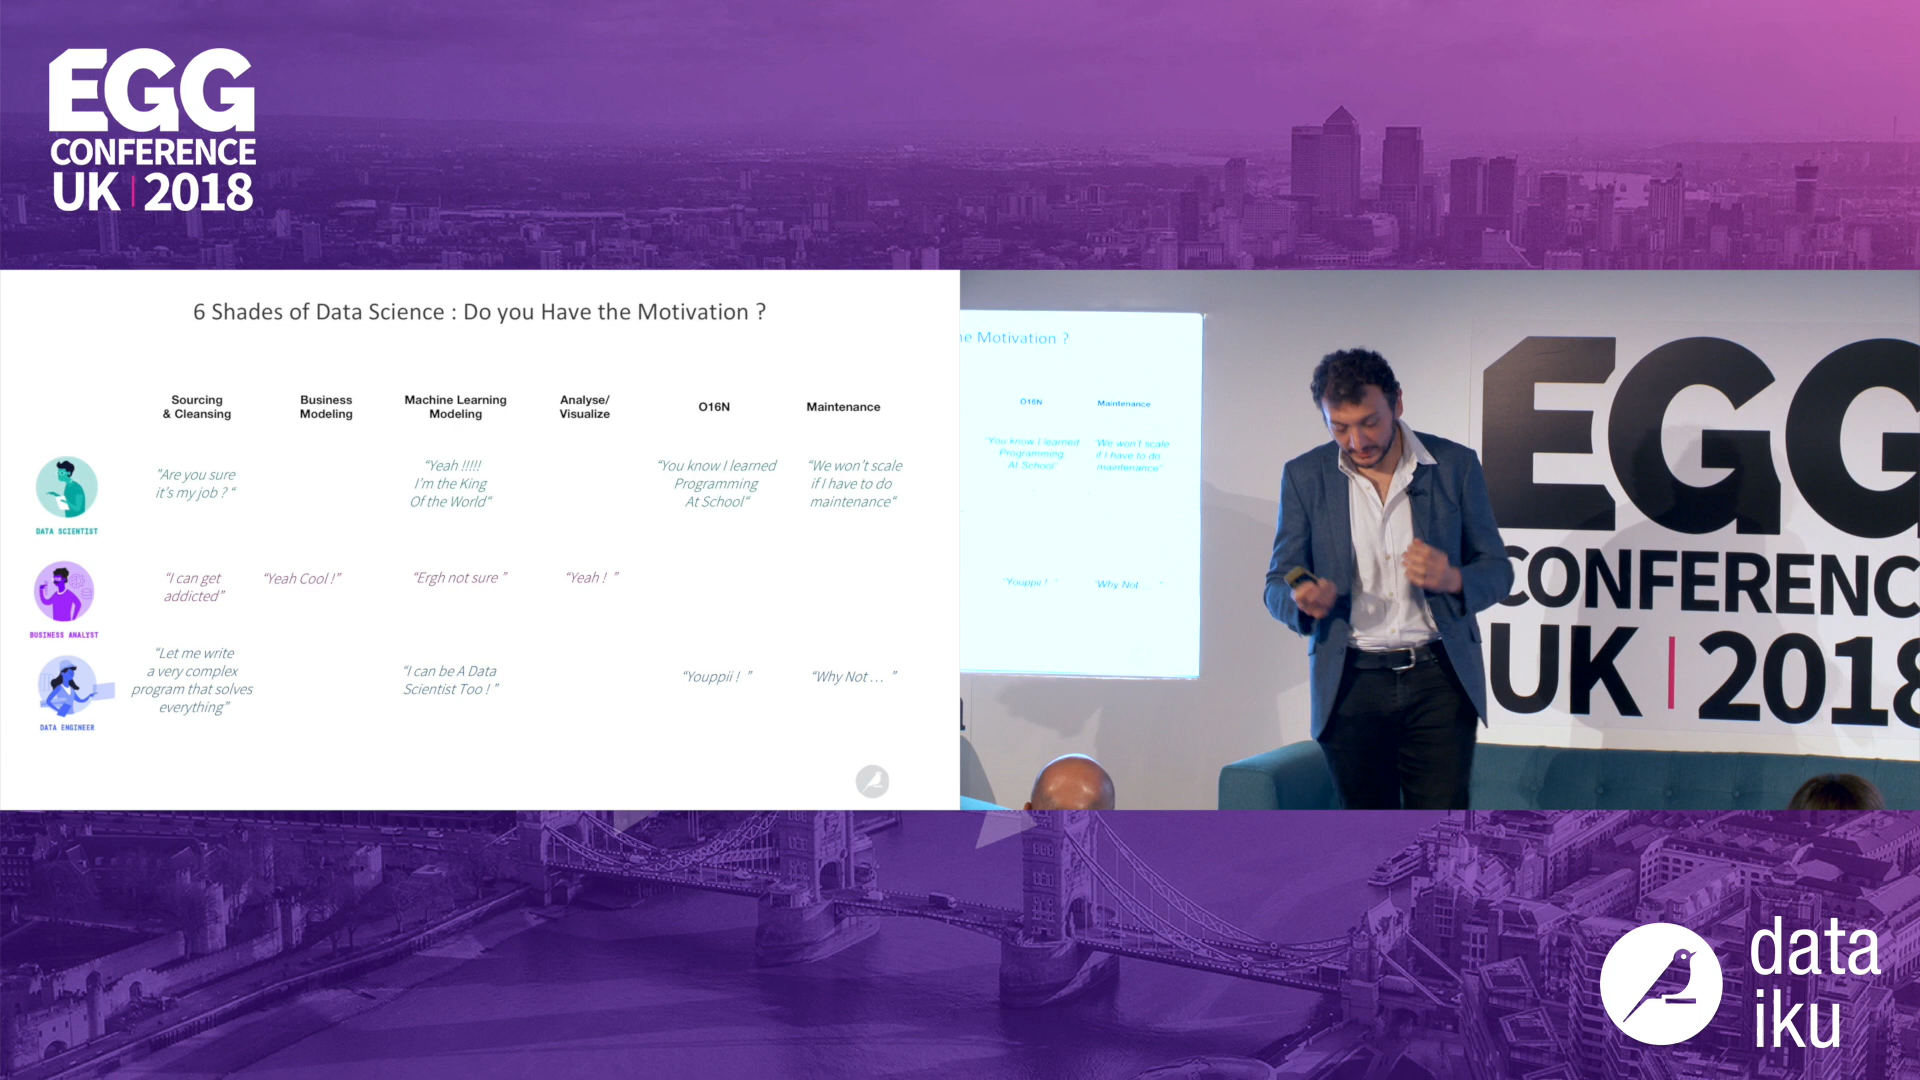 EGG
CONFERENCE
UK | 2018
6 Shades of Data Science : Do you Have the Motivation ?
Sourcing
& Cleansing
Business
Modeling
Machine Learning
Modeling
Analyse/
Visualize
O16N
Maintenance
"Are you sure
it's my job ? "
"Yeah !!!!!
I'm the King
Of the World"
"You know I learned
Programming
At School"
"We won't scale
if I have to do
maintenance"
DATA SCIENTIST
"I can get
addicted"
"Yeah Cool !"
"Ergh not sure "
"Yeah ! "
BUSINESS ANALYST
"Let me write
a very complex
program that solves
everything"
"I can be A Data
Scientist Too ! "
"Youppii ! "
"Why Not ... "
DATA ENGINEER
he Motivation ?
O16N
Maintenance
"You know I learned
Programming
At School"
"We won't scale
if I have to do
maintenance"
"Youppii ! "
"Why Not ... "
EGG
CONFERENC
UK | 2018
data
iku